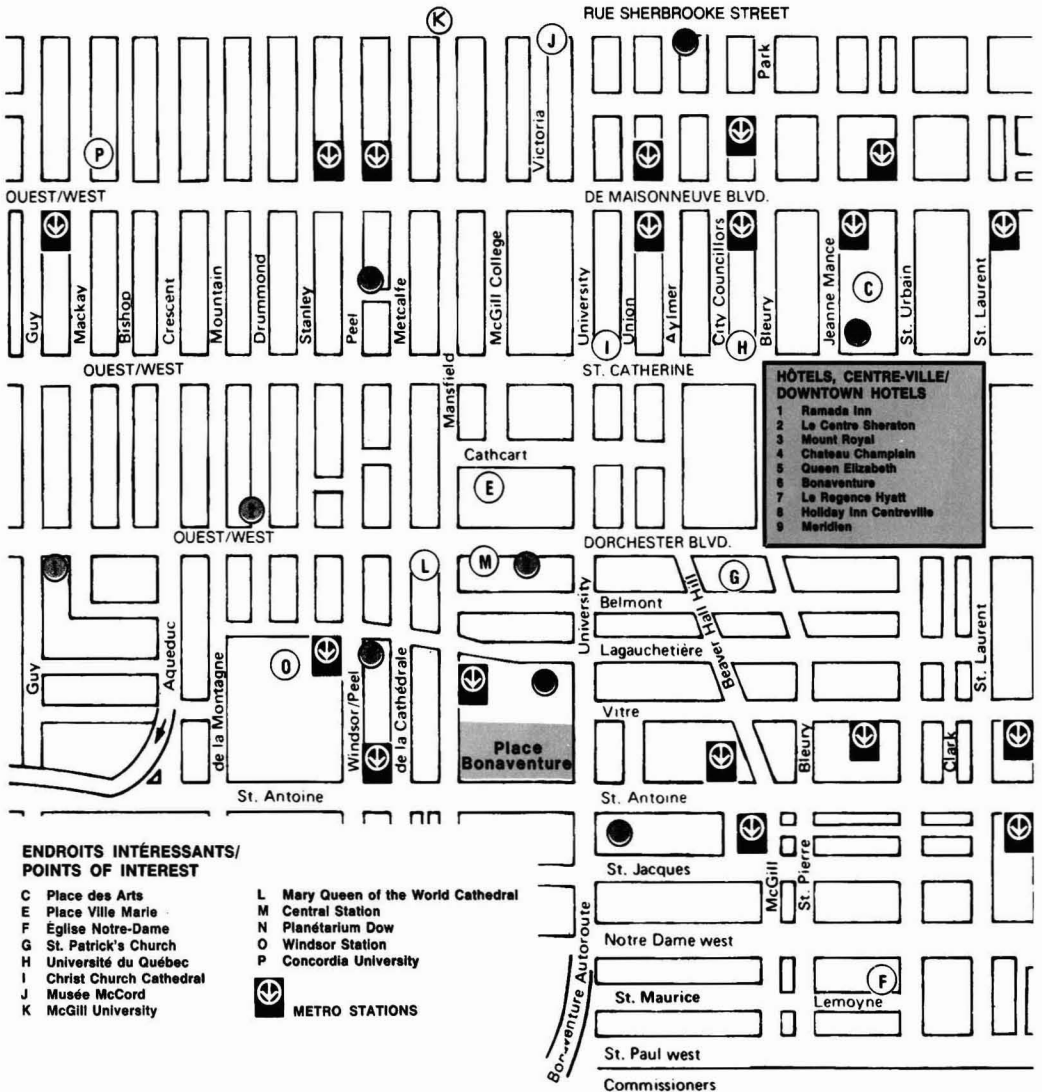 RUE SHERBROOKE STREET
K
J
Park
Victoria
P
OUEST/WEST
DE MAISONNEUVE BLVD.
Guy
Mackay
Bishop
Crescent
Mountain
Drummond
Stanley
Peel
Metcalfe
Mansfield
McGill College
University
Union
Aylmer
City Councillors
Bleury
Jeanne Mance
C
St. Urbain
St. Laurent
I
H
OUEST/WEST
ST. CATHERINE
HÔTELS, CENTRE-VILLE/
DOWNTOWN HOTELS
1 Ramada Inn
2 Le Centre Sheraton
3 Mount Royal
4 Chateau Champlain
5 Queen Elizabeth
6 Bonaventure
7 Le Regence Hyatt
8 Holiday Inn Centreville
9 Meridien
Cathcart
E
OUEST/WEST
DORCHESTER BLVD.
L
M
G
University
Belmont
Beaver Hall Hill
Lagauchetière
Guy
Aqueduc
de la Montagne
O
Windsor/Peel
de la Cathédrale
St. Laurent
Vitre
Place
Bonaventure
Bleury
Clark
St. Antoine
St. Antoine
St. Jacques
McGill
St. Pierre
Notre Dame west
F
St. Maurice
Lemoyne
Bonaventure Autoroute
St. Paul west
Commissioners
ENDROITS INTÉRESSANTS/
POINTS OF INTEREST
C Place des Arts
E Place Ville Marie
F Église Notre-Dame
G St. Patrick's Church
H Université du Québec
I Christ Church Cathedral
J Musée McCord
K McGill University
L Mary Queen of the World Cathedral
M Central Station
N Planétarium Dow
O Windsor Station
P Concordia University
METRO STATIONS